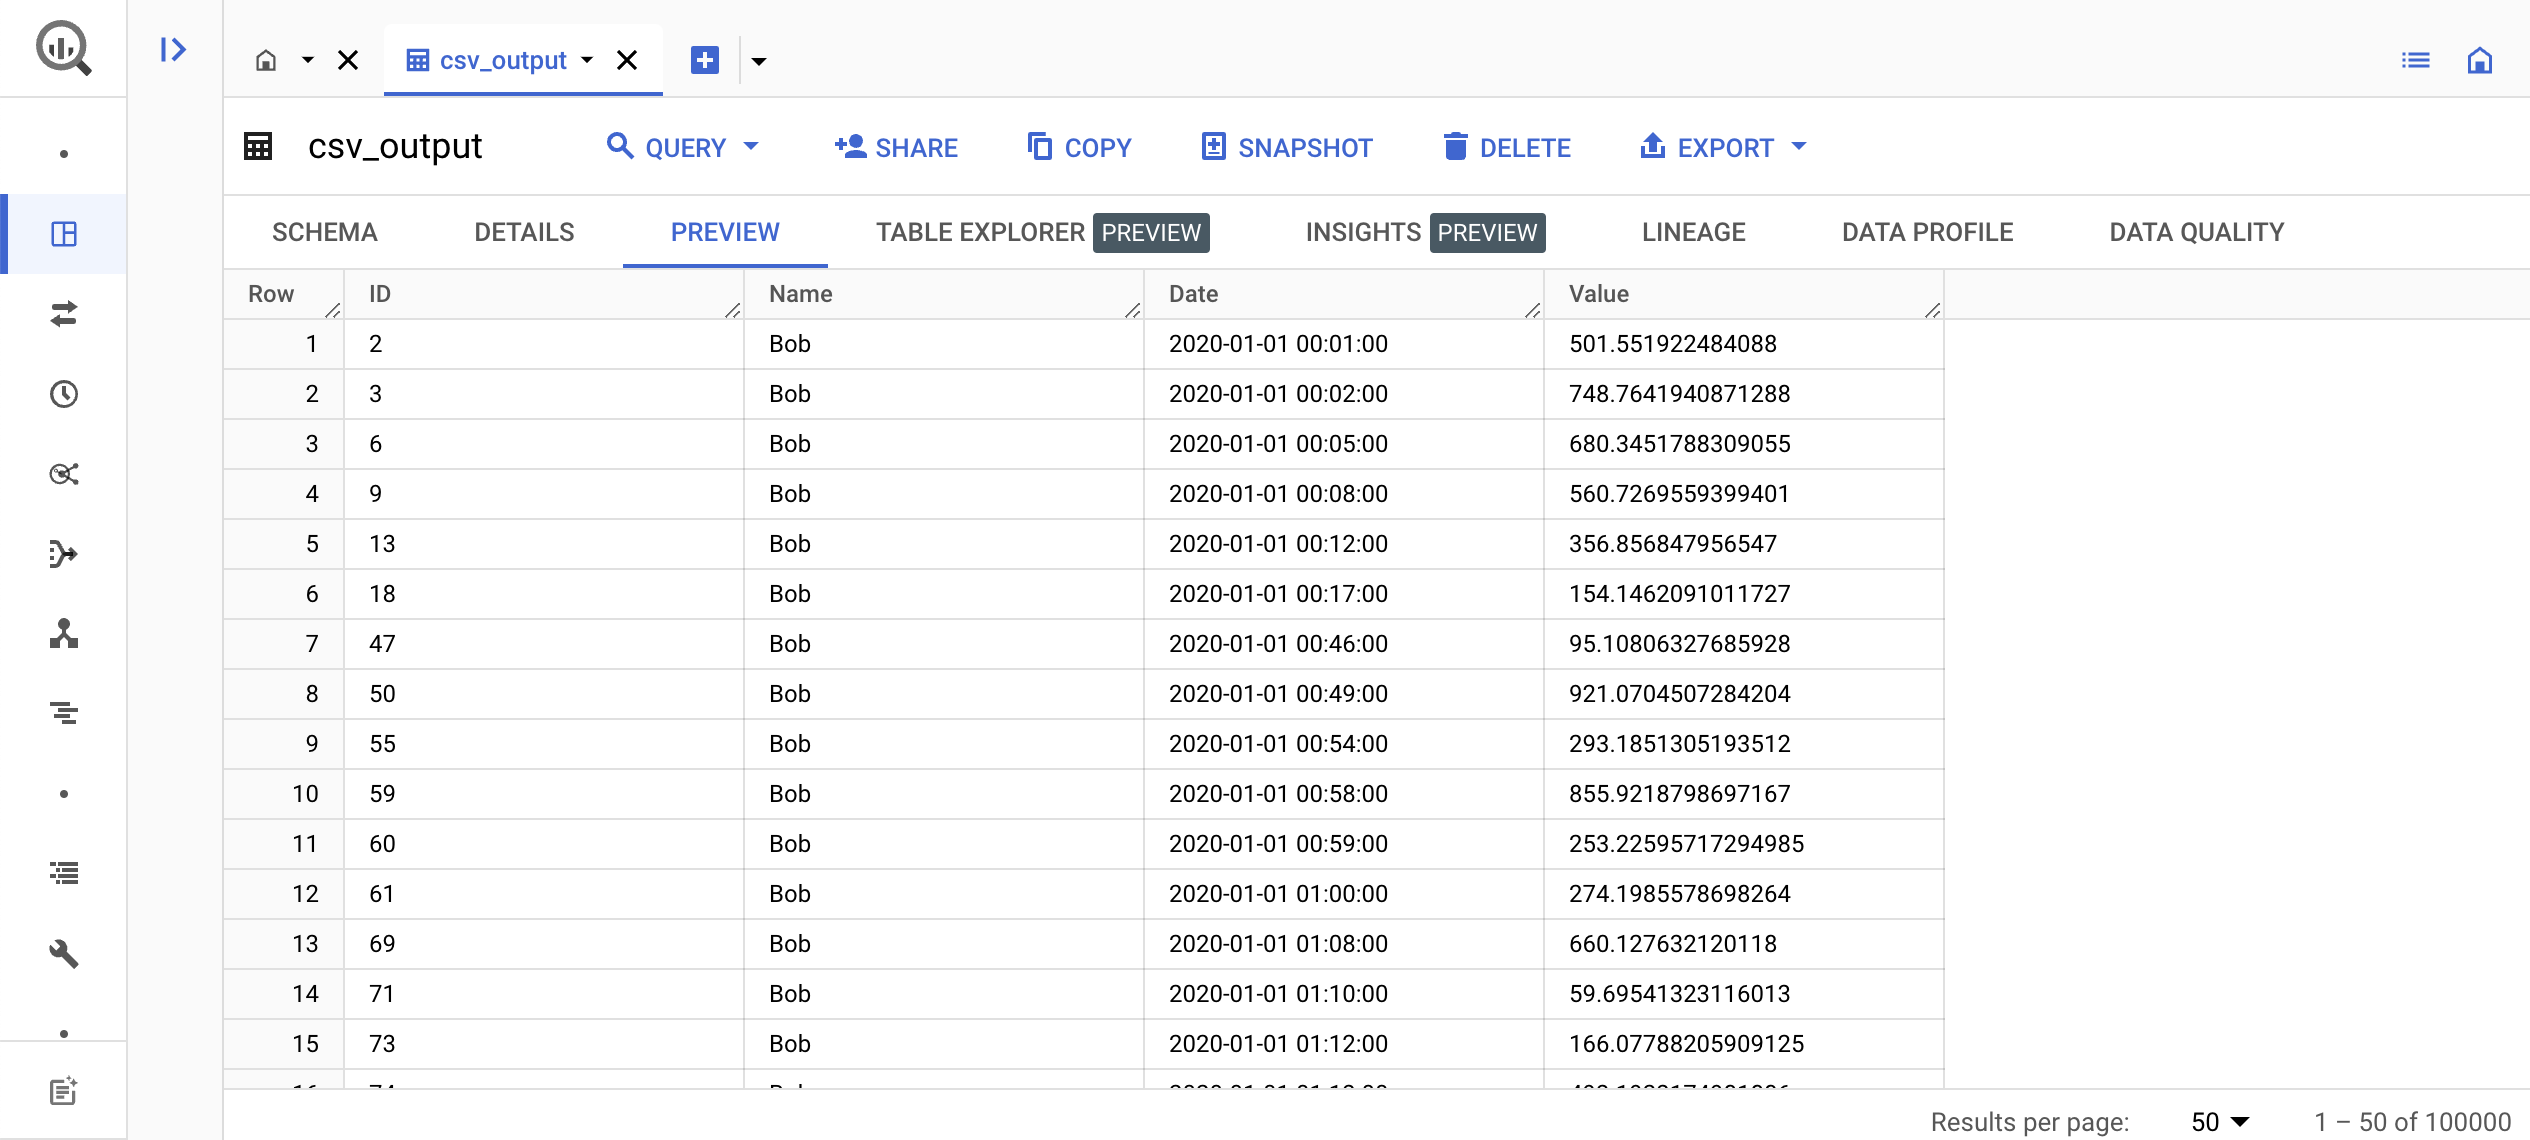 csv_output
csv_output QUERY SHARE COPY SNAPSHOT DELETE EXPORT
SCHEMA DETAILS PREVIEW TABLE EXPLORER PREVIEW INSIGHTS PREVIEW LINEAGE DATA PROFILE DATA QUALITY
Row ID Name Date Value
1 2 Bob 2020-01-01 00:01:00 501.551922484088
2 3 Bob 2020-01-01 00:02:00 748.7641940871288
3 6 Bob 2020-01-01 00:05:00 680.3451788309055
4 9 Bob 2020-01-01 00:08:00 560.7269559399401
5 13 Bob 2020-01-01 00:12:00 356.856847956547
6 18 Bob 2020-01-01 00:17:00 154.1462091011727
7 47 Bob 2020-01-01 00:46:00 95.10806327685928
8 50 Bob 2020-01-01 00:49:00 921.0704507284204
9 55 Bob 2020-01-01 00:54:00 293.1851305193512
10 59 Bob 2020-01-01 00:58:00 855.9218798697167
11 60 Bob 2020-01-01 00:59:00 253.22595717294985
12 61 Bob 2020-01-01 01:00:00 274.1985578698264
13 69 Bob 2020-01-01 01:08:00 660.127632120118
14 71 Bob 2020-01-01 01:10:00 59.69541323116013
15 73 Bob 2020-01-01 01:12:00 166.07788205909125
Results per page: 50 1 – 50 of 100000